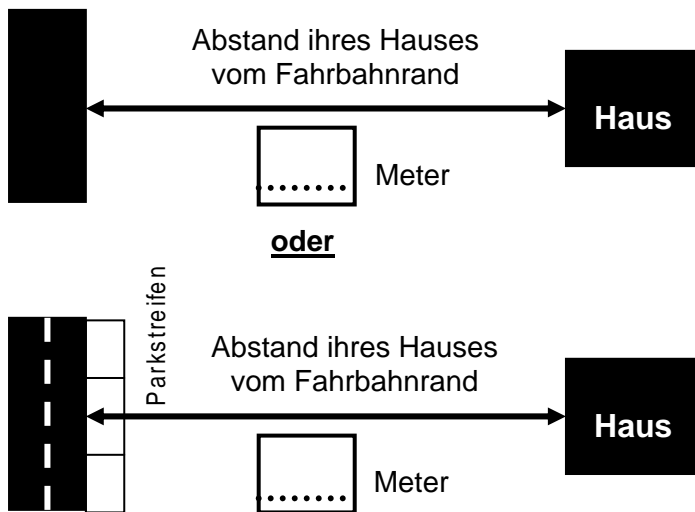 Abstand ihres Hauses
vom Fahrbahnrand
Haus
Meter
oder
Parkstreifen
Abstand ihres Hauses
vom Fahrbahnrand
Haus
Meter